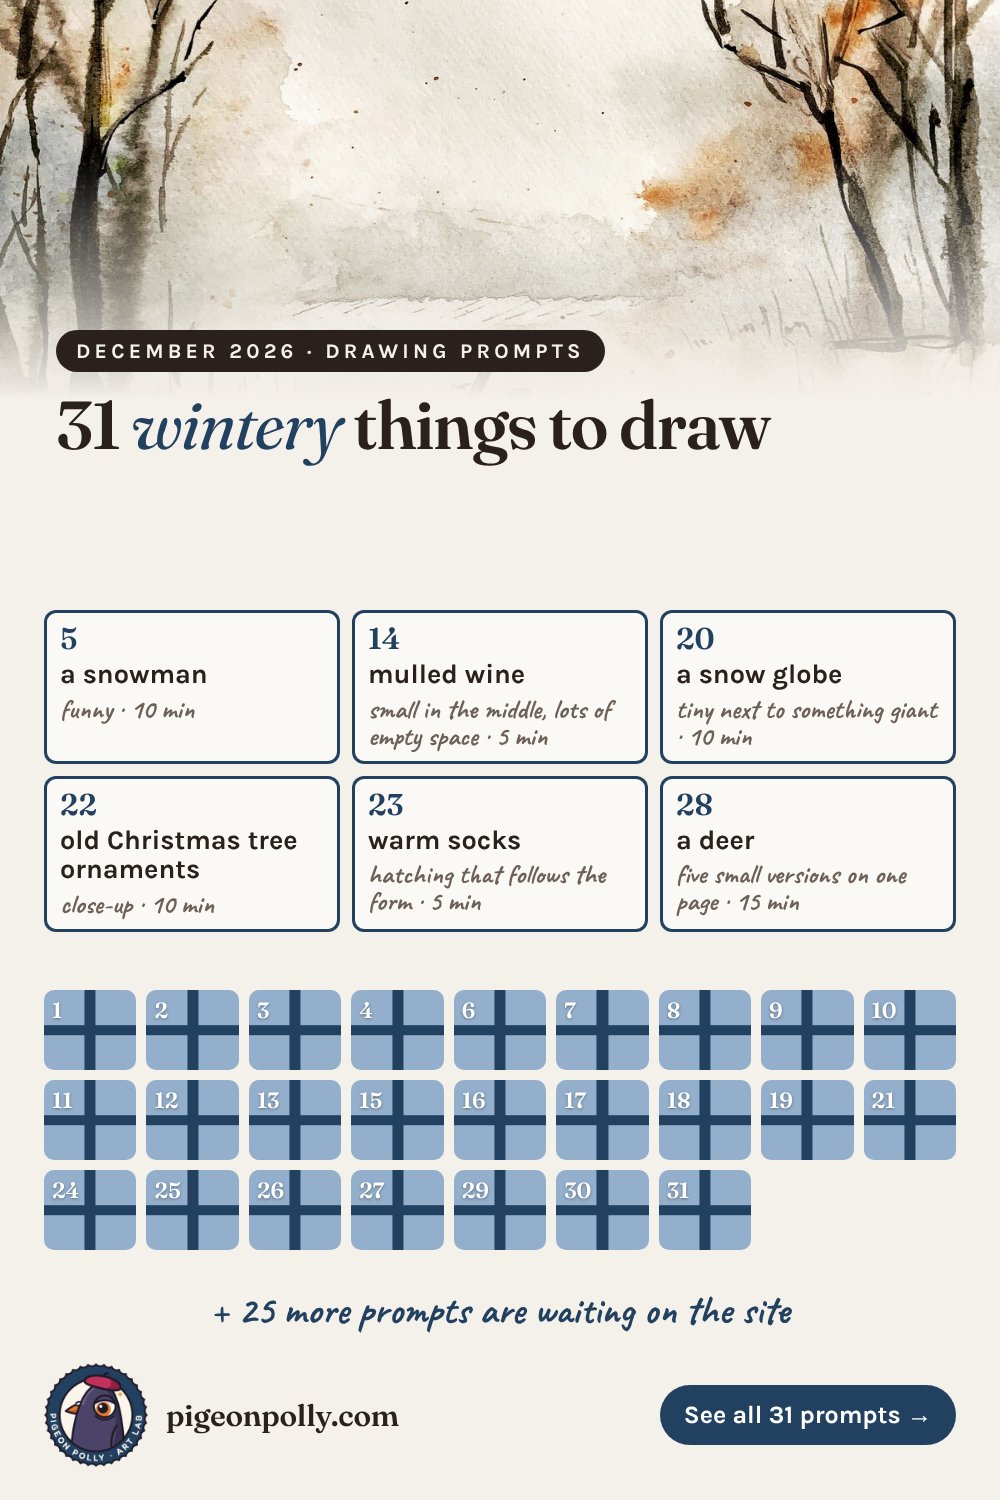 DECEMBER 2026 · DRAWING PROMPTS
31 wintery things to draw
5
a snowman
funny · 10 min
14
mulled wine
small in the middle, lots of
empty space · 5 min
20
a snow globe
tiny next to something giant
· 10 min
22
old Christmas tree
ornaments
close-up · 10 min
23
warm socks
hatching that follows the
form · 5 min
28
a deer
five small versions on one
page · 15 min
1 2 3 4 6 7 8 9 10
11 12 13 15 16 17 18 19 21
24 25 26 27 29 30 31
+ 25 more prompts are waiting on the site
PIGEON POLLY · ART LAB
pigeonpolly.com
See all 31 prompts →